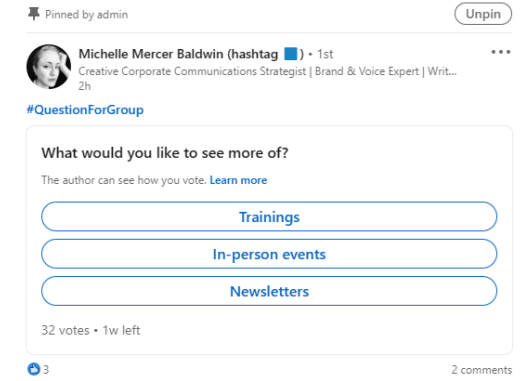 Pinned by admin
Unpin
Michelle Mercer Baldwin (hashtag 🟦) • 1st
Creative Corporate Communications Strategist | Brand & Voice Expert | Writ...
2h
#QuestionForGroup
What would you like to see more of?
The author can see how you vote. Learn more
Trainings
In-person events
Newsletters
32 votes • 1w left
3
2 comments